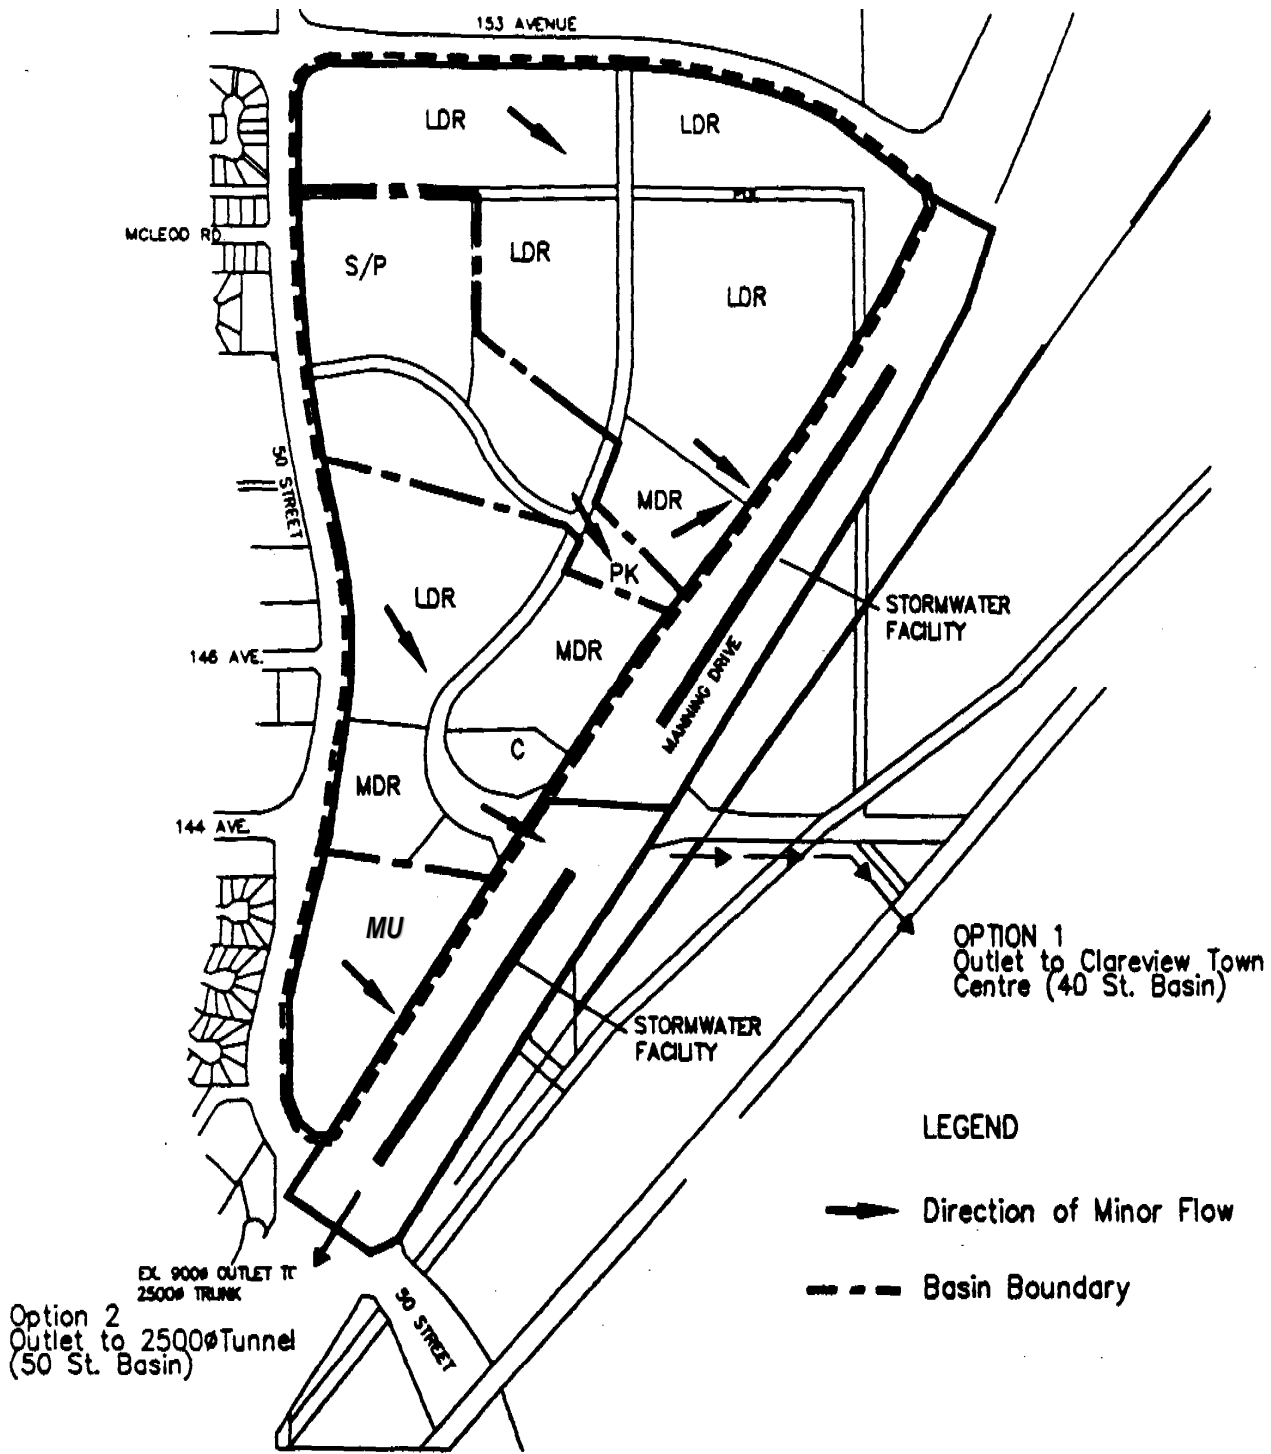 153 AVENUE
LDR
LDR
MCLEOD RD
S/P
LDR
LDR
50 STREET
MDR
PK
LDR
STORMWATER
FACILITY
146 AVE.
MDR
MANNING DRIVE
C
MDR
144 AVE.
MU
OPTION 1
Outlet to Clareview Town
Centre (40 St. Basin)
STORMWATER
FACILITY
LEGEND
Direction of Minor Flow
Basin Boundary
EX. 900ø OUTLET
2500ø TRUNK
Option 2
Outlet to 2500øTunnel
(50 St. Basin)
50 STREET